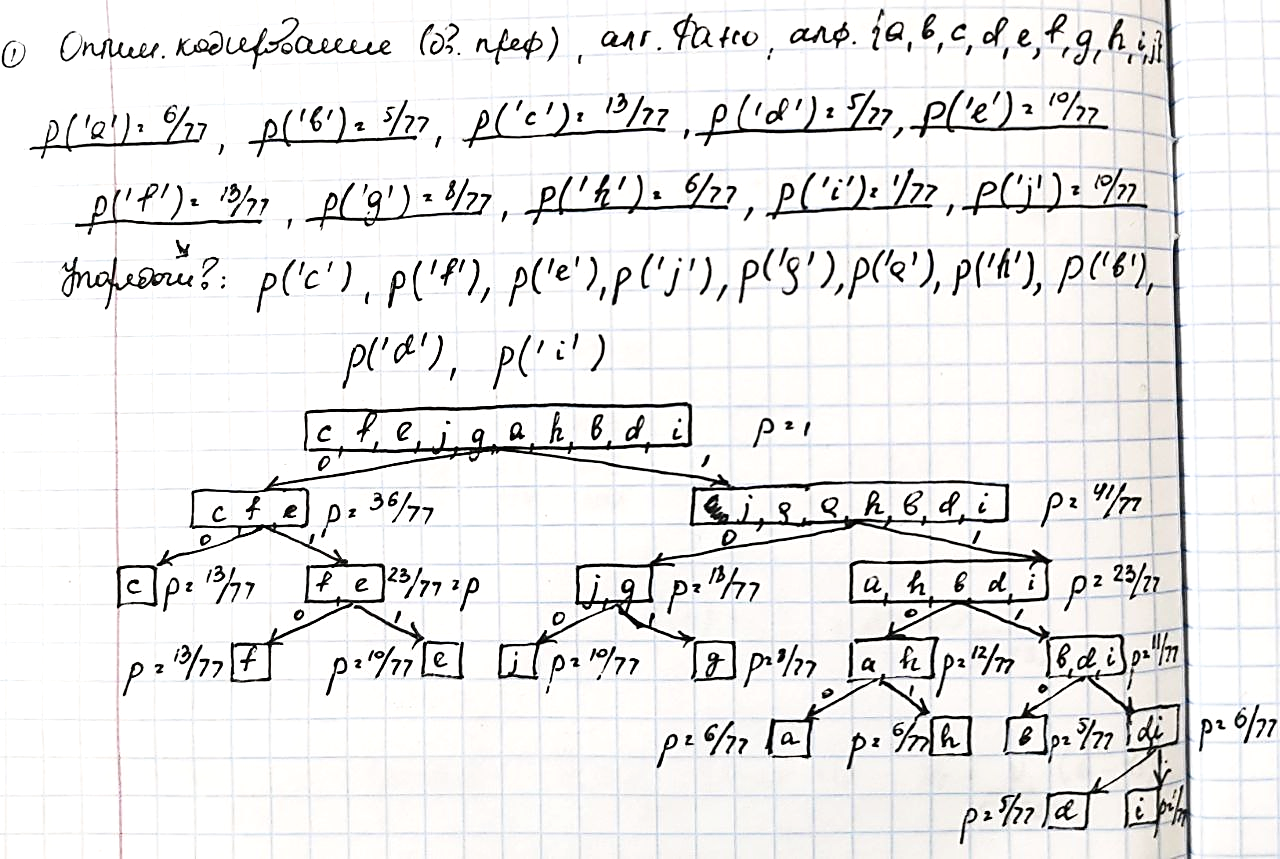 ① Оптим. кодирование (дв. преф), алг. Фано, алф. {a, b, c, d, e, f, g, h, i, j}
p('a')= 6/77, p('b')= 5/77, p('c')= 13/77, p('d')= 5/77, p('e')= 10/77
p('f')= 13/77, p('g')= 8/77, p('h')= 6/77, p('i')= 1/77, p('j')= 10/77
p('c'), p('f'), p('e'), p('j'), p('g'), p('a'), p('h'), p('b'),
p('d'), p('i')
c, f, e, j, g, a, h, b, d, i p=1
0 1
c f e p= 36/77 j, g, a, h, b, d, i p= 41/77
0 1 0 1
c p= 13/77 f, e 23/77 = p j, g p= 18/77 a, h, b, d, i p= 23/77
0 1 0 1 0 1
p= 13/77 f p= 10/77 e j p= 10/77 g p= 8/77 a h p= 12/77 b, d, i p= 11/77
0 1 0 1
p= 6/77 a p= 6/77 h b p= 5/77 d,i p= 6/77
p= 5/77 d i p= 1/77